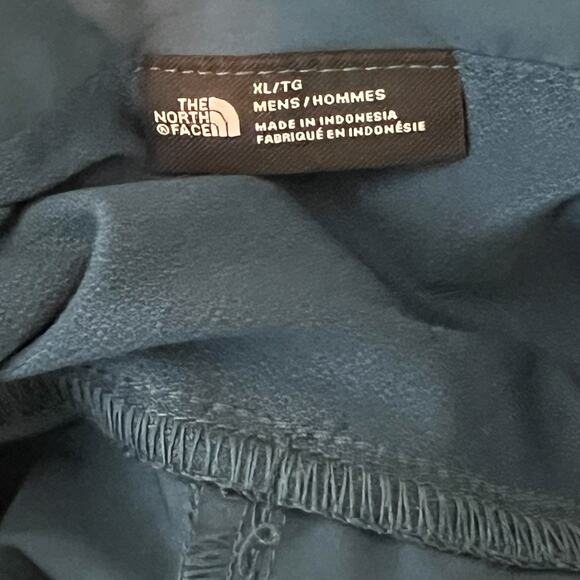 THE
NORTH
®FACE
XL/TG
MENS/HOMMES
MADE IN INDONESIA
FABRIQUÉ EN INDONÉSIE